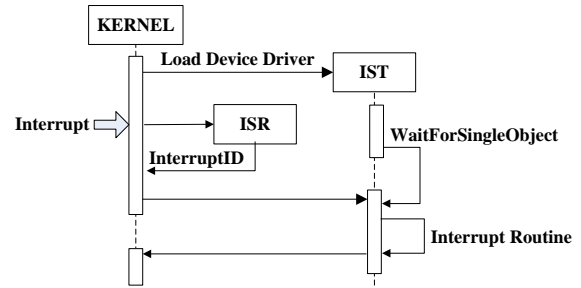 KERNEL
Load Device Driver
IST
Interrupt
ISR
WaitForSingleObject
InterruptID
Interrupt Routine